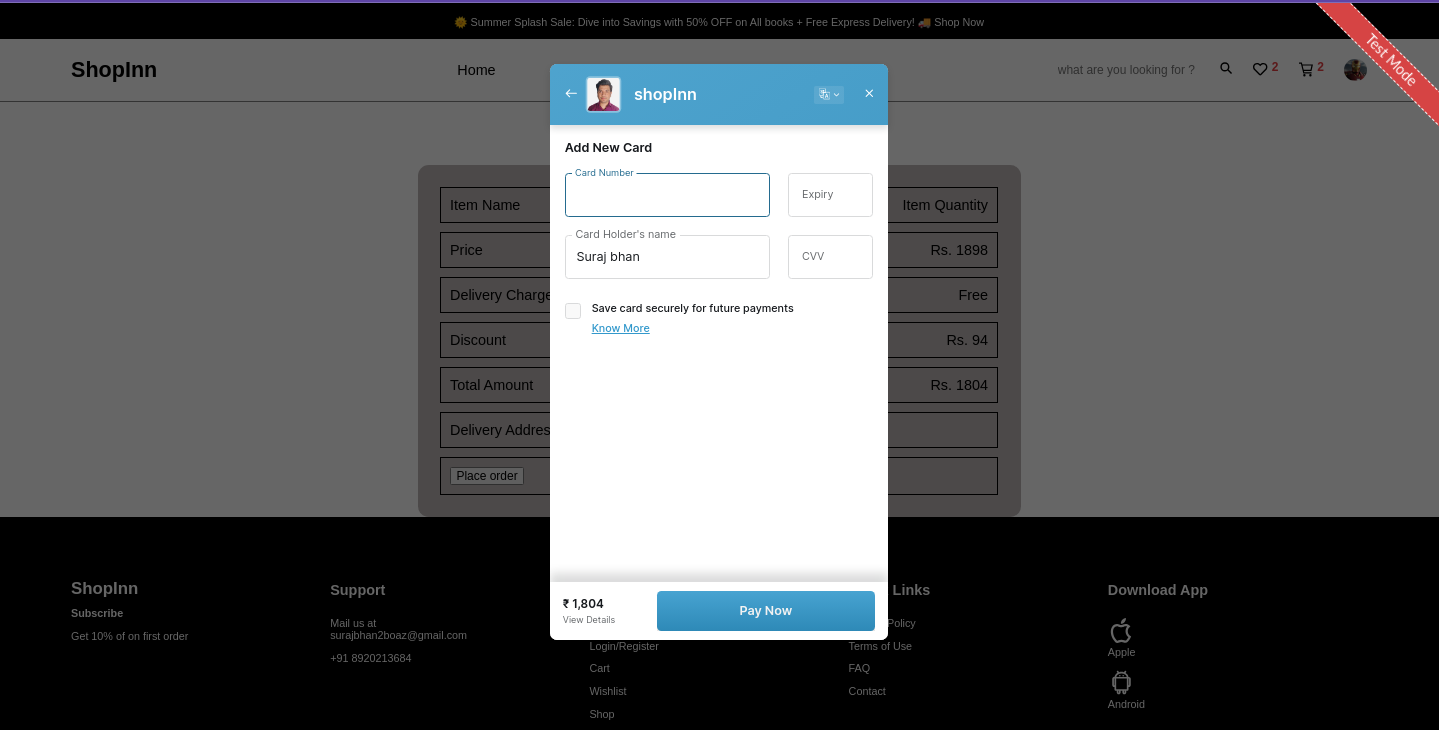 🌞 Summer Splash Sale: Dive into Savings with 50% OFF on All books + Free Express Delivery! 🚚 Shop Now
Test Mode
ShopInn
Home
what are you looking for ?
2
2
shopInn
Add New Card
Card Number
Expiry
Card Holder's name
Suraj bhan
CVV
Save card securely for future payments
Know More
₹ 1,804
View Details
Pay Now
Item Name
Item Quantity
Price
Rs. 1898
Delivery Charge
Free
Discount
Rs. 94
Total Amount
Rs. 1804
Delivery Addres
Place order
ShopInn
Subscribe
Get 10% of on first order
Support
Mail us at
surajbhan2boaz@gmail.com
+91 8920213684
Login/Register
Cart
Wishlist
Shop
Links
Policy
Terms of Use
FAQ
Contact
Download App
Apple
Android